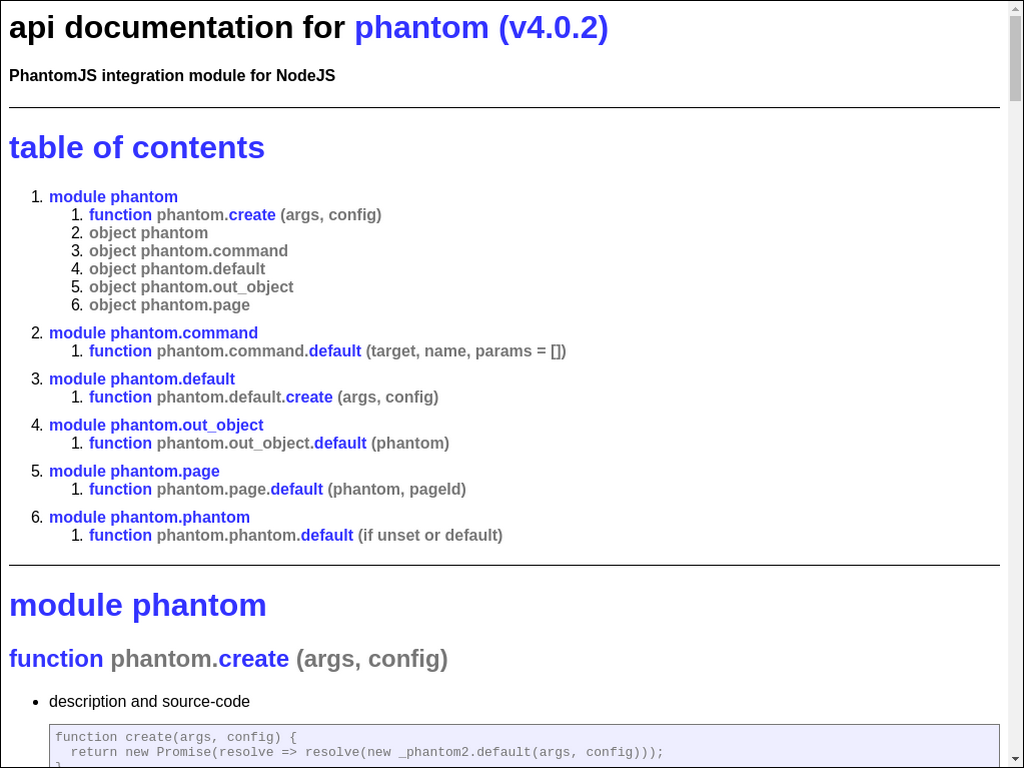 api documentation for phantom (v4.0.2)
PhantomJS integration module for NodeJS
table of contents
1. module phantom
1. function phantom.create (args, config)
2. object phantom
3. object phantom.command
4. object phantom.default
5. object phantom.out_object
6. object phantom.page
2. module phantom.command
1. function phantom.command.default (target, name, params = [])
3. module phantom.default
1. function phantom.default.create (args, config)
4. module phantom.out_object
1. function phantom.out_object.default (phantom)
5. module phantom.page
1. function phantom.page.default (phantom, pageId)
6. module phantom.phantom
1. function phantom.phantom.default (if unset or default)
module phantom
function phantom.create (args, config)
• description and source-code
function create(args, config) {
  return new Promise(resolve => resolve(new _phantom2.default(args, config)));
}